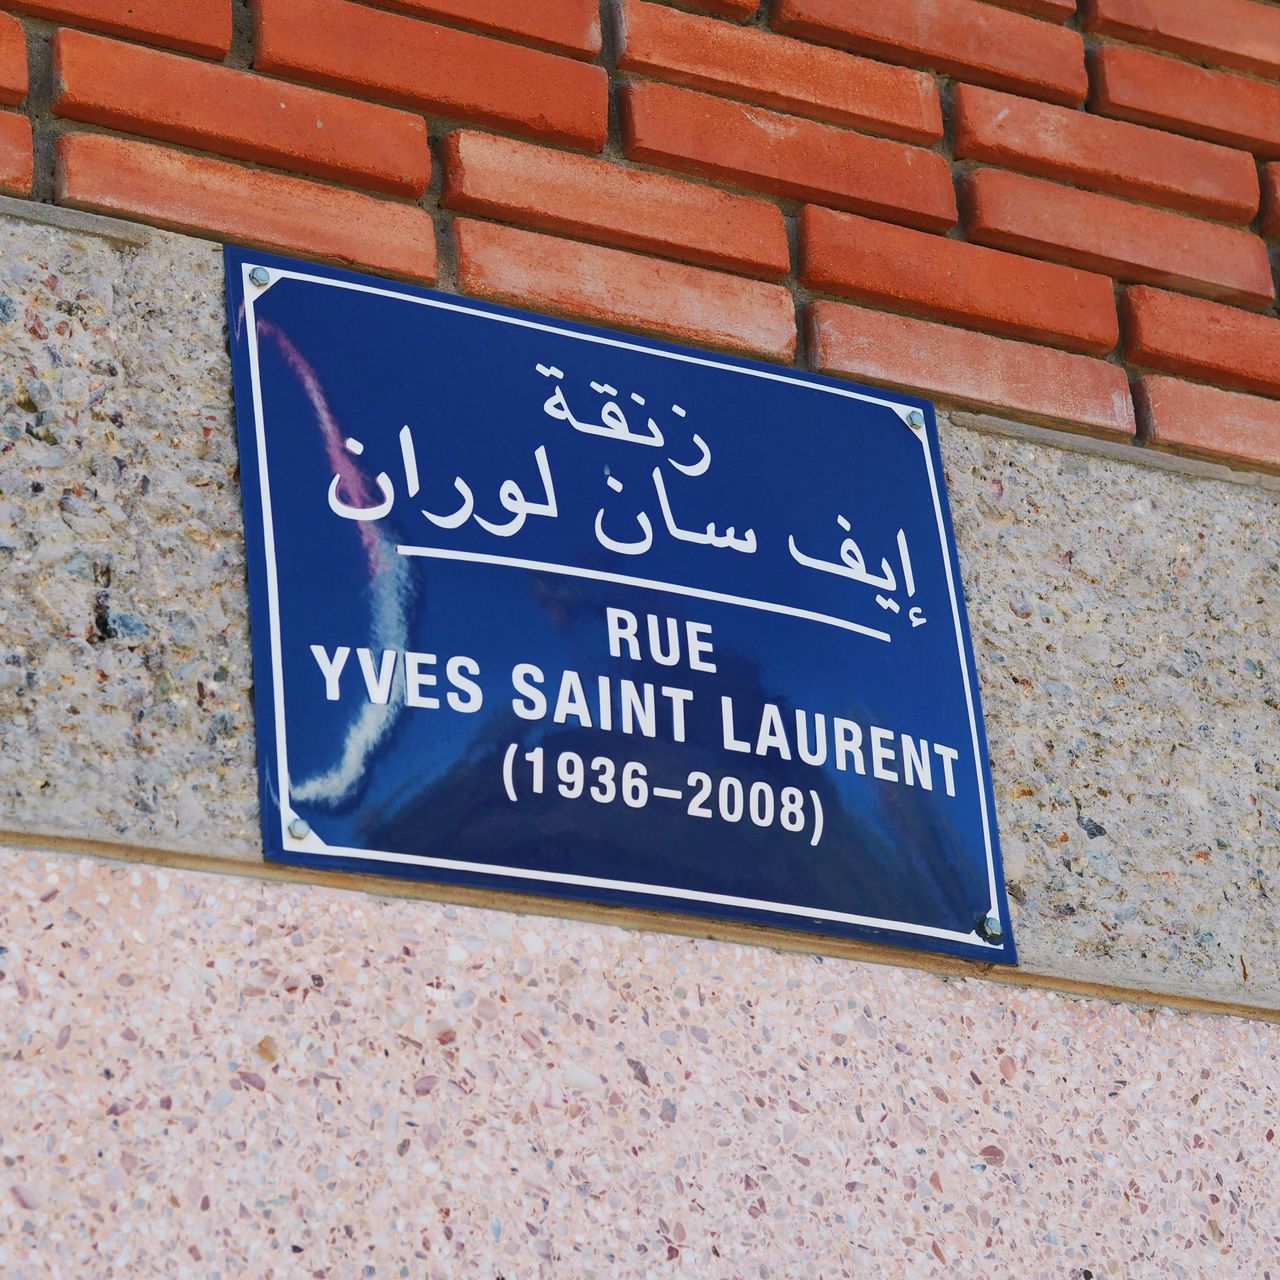 زنقة
إيف سان لوران
RUE
YVES SAINT LAURENT
(1936–2008)